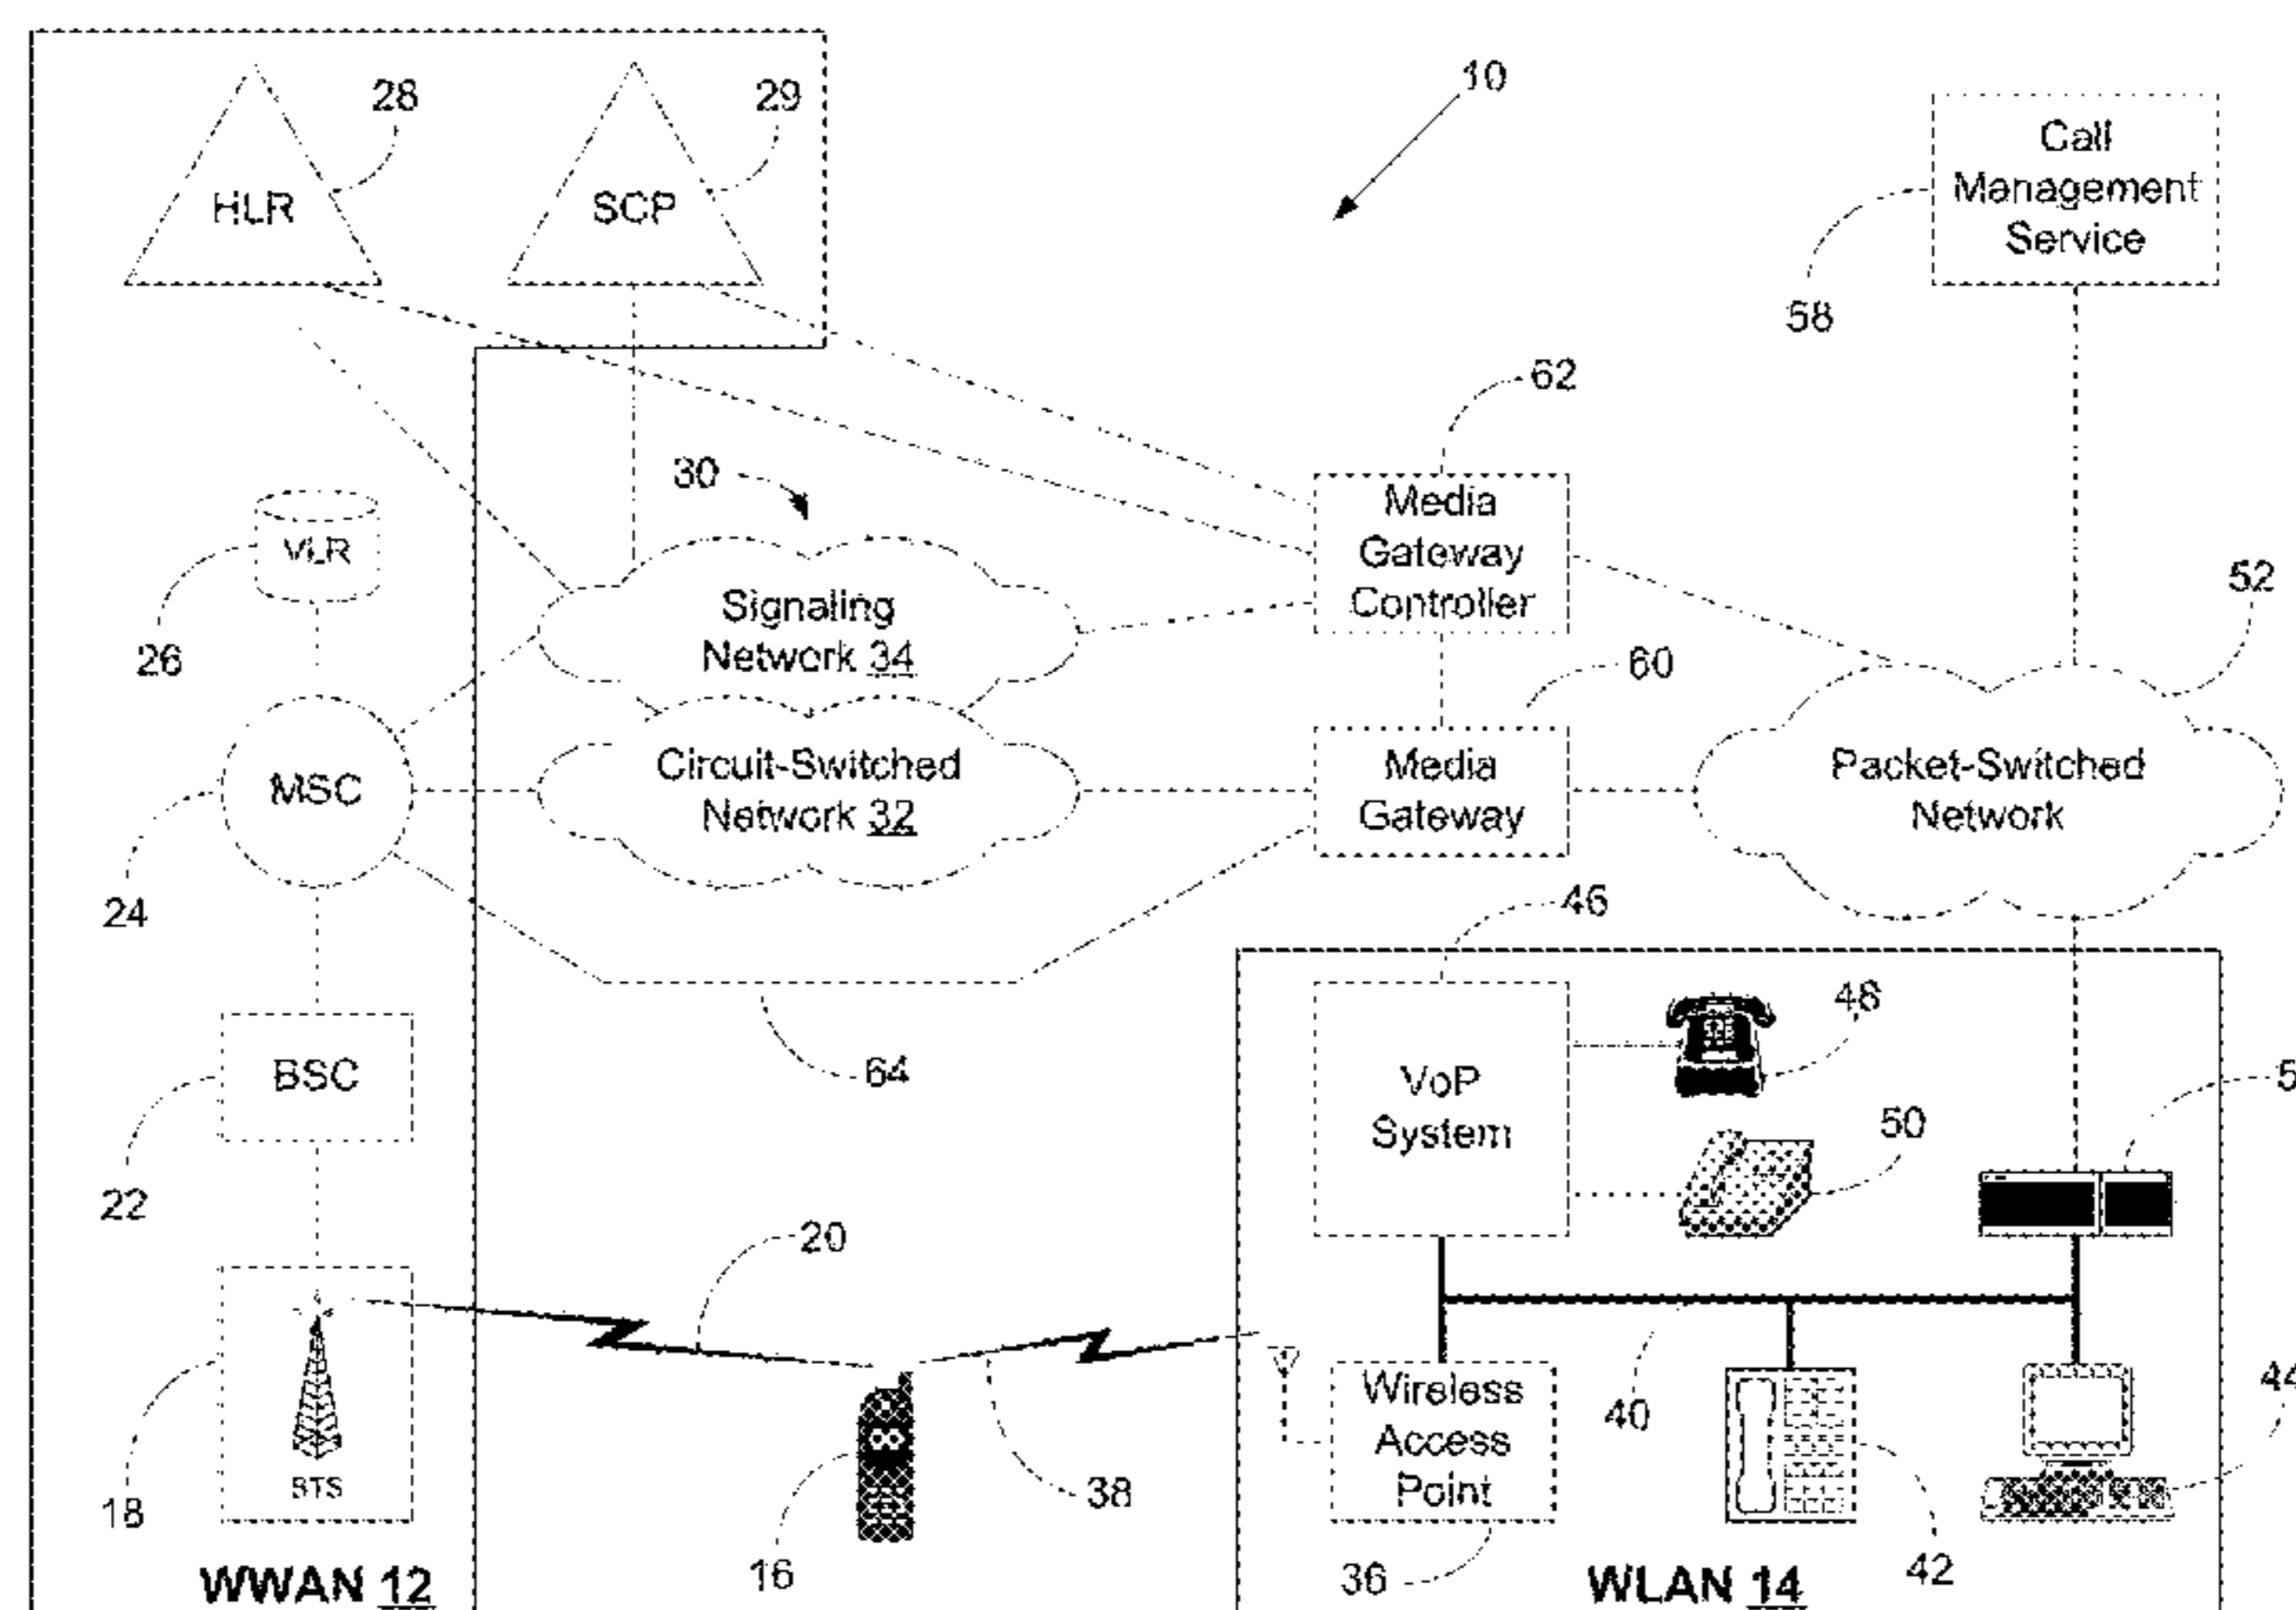 28
29
10
HLR
SCP
Call
Management
Service
58
62
30
Media
Gateway
Controller
VLR
52
Signaling
Network 34
26
60
MSC
Circuit-Switched
Network 32
Media
Gateway
Packet-Switched
Network
24
46
48
BSC
64
VoP
System
5
50
22
20
Wireless
Access
Point
44
40
18
BTS
38
16
36
42
WWAN 12
WLAN 14